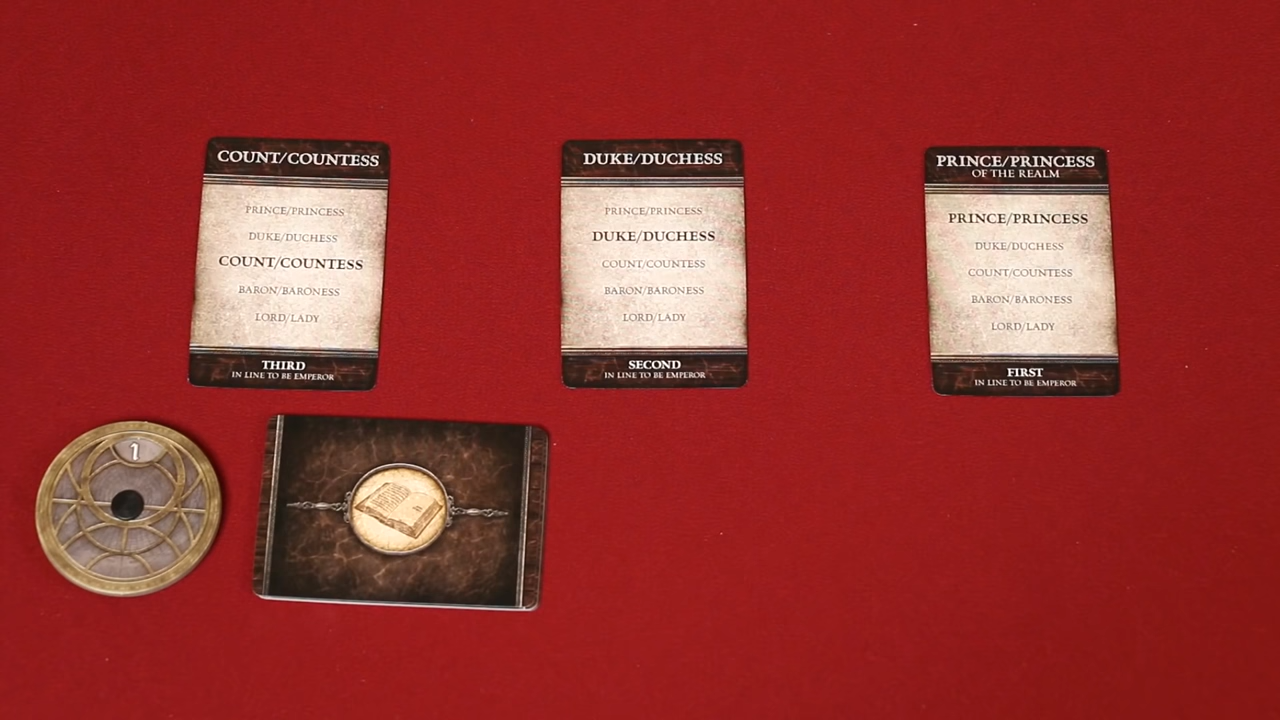 COUNT/COUNTESS
PRINCE/PRINCESS
DUKE/DUCHESS
COUNT/COUNTESS
BARON/BARONESS
LORD/LADY
THIRD
IN LINE TO BE EMPEROR
DUKE/DUCHESS
PRINCE/PRINCESS
DUKE/DUCHESS
COUNT/COUNTESS
BARON/BARONESS
LORD/LADY
SECOND
IN LINE TO BE EMPEROR
PRINCE/PRINCESS
OF THE REALM
PRINCE/PRINCESS
DUKE/DUCHESS
COUNT/COUNTESS
BARON/BARONESS
LORD/LADY
FIRST
IN LINE TO BE EMPEROR
1